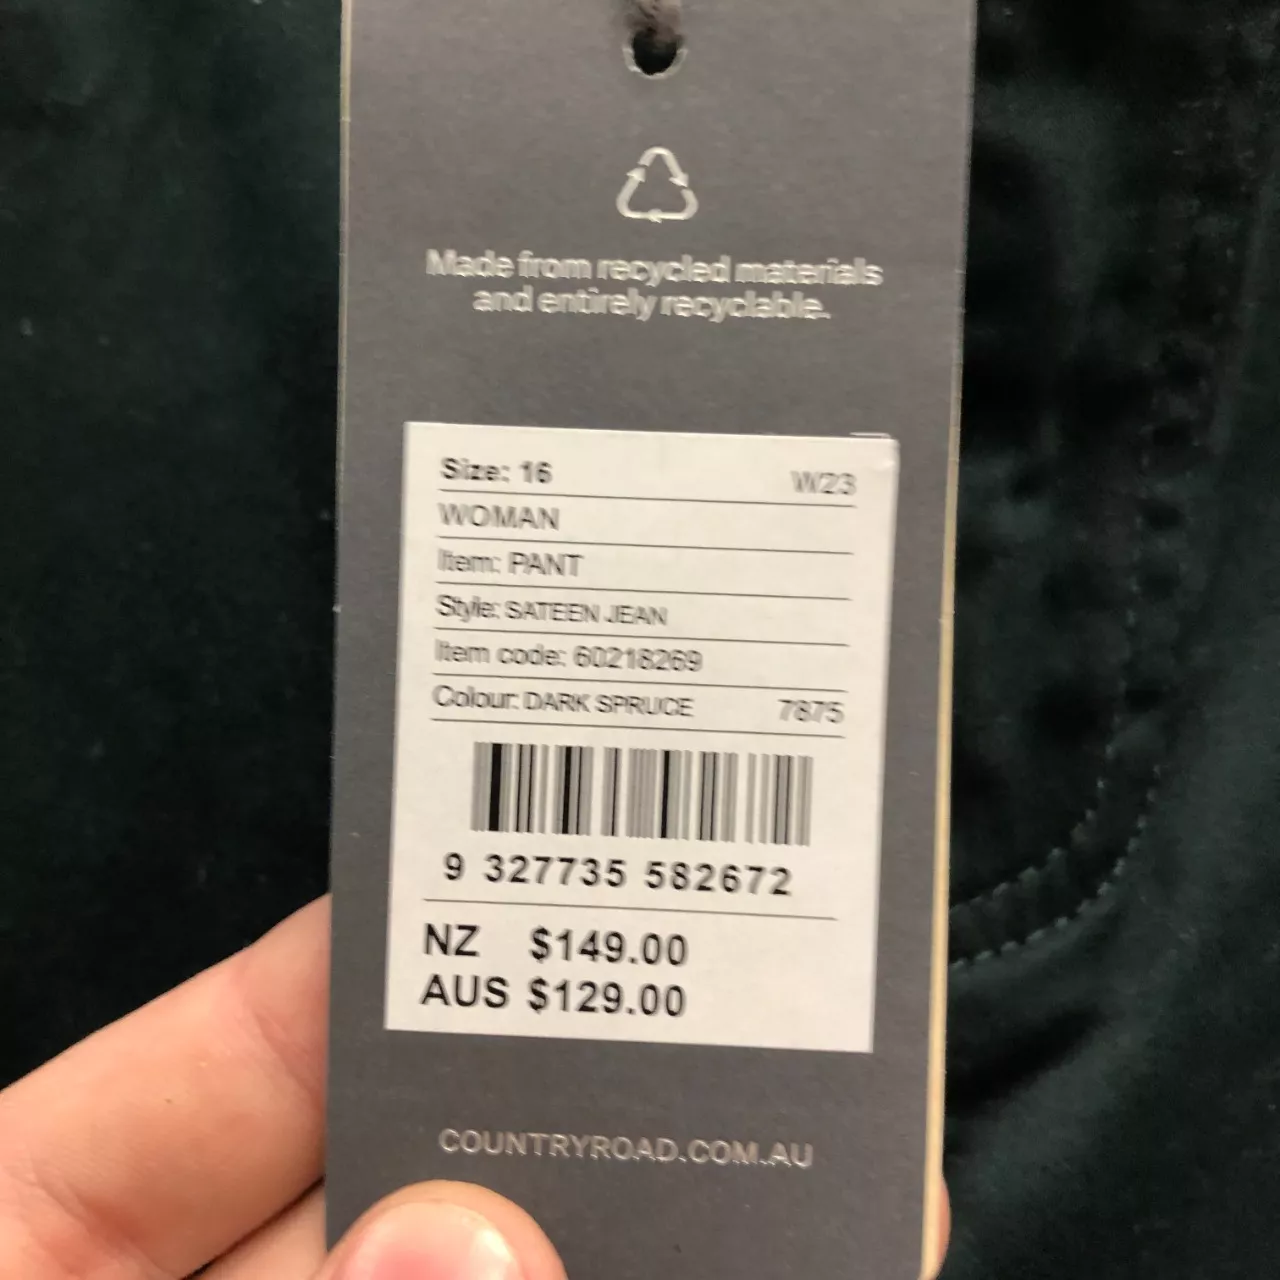 Made from recycled materials
and entirely recyclable.
Size: 16 W23
WOMAN
Item: PANT
Style: SATEEN JEAN
Item code: 60218269
Colour: DARK SPRUCE 7875
9 327735 582672
NZ $149.00
AUS $129.00
COUNTRYROAD.COM.AU